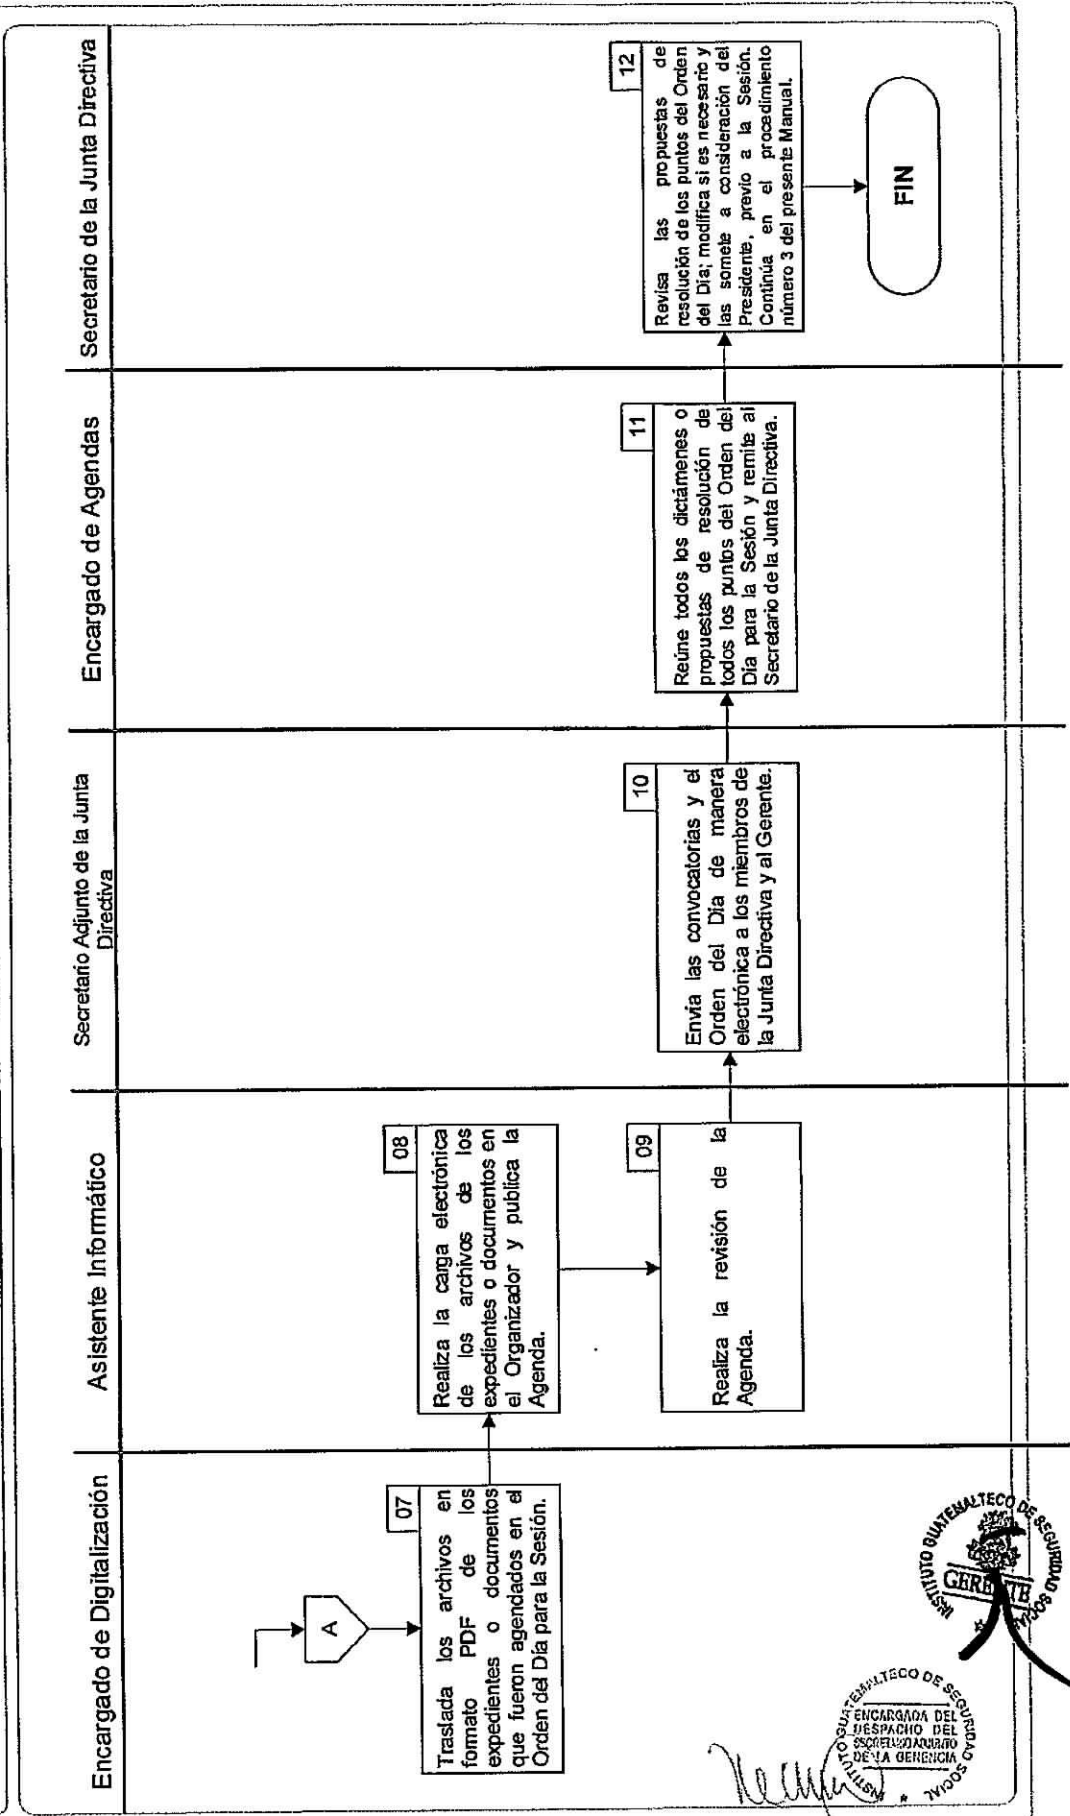 Encargado de Digitalización
Asistente Informático
Secretario Adjunto de la Junta
Directiva
Encargado de Agendas
Secretario de la Junta Directiva
A
07
Traslada los archivos en
formato PDF de los
expedientes o documentos
que fueron agendados en el
Orden del Día para la Sesión.
08
Realiza la carga electrónica
de los archivos de los
expedientes o documentos en
el Organizador y publica la
Agenda.
09
Realiza la revisión de la
Agenda.
10
Envia las convocatorias y el
Orden del Dia de manera
electrónica a los miembros de
la Junta Directiva y al Gerente.
11
Reúne todos los dictámenes o
propuestas de resolución de
todos los puntos del Orden del
Día para la Sesión y remite al
Secretario de la Junta Directiva.
12
Revisa las propuestas de
resolución de los puntos del Orden
del Dia; modifica si es necesario y
las somete a consideración del
Presidente, previo a la Sesión.
Continúa en el procedimiento
número 3 del presente Manual.
FIN
INSTITUTO GUATEMALTECO DE SEGURIDAD SOCIAL
ENCARGADA DEL
DESPACHO DEL
DE LA GERENCIA
INSTITUTO GUATEMALTECO DE SEGURIDAD SOCIAL
GERENTE